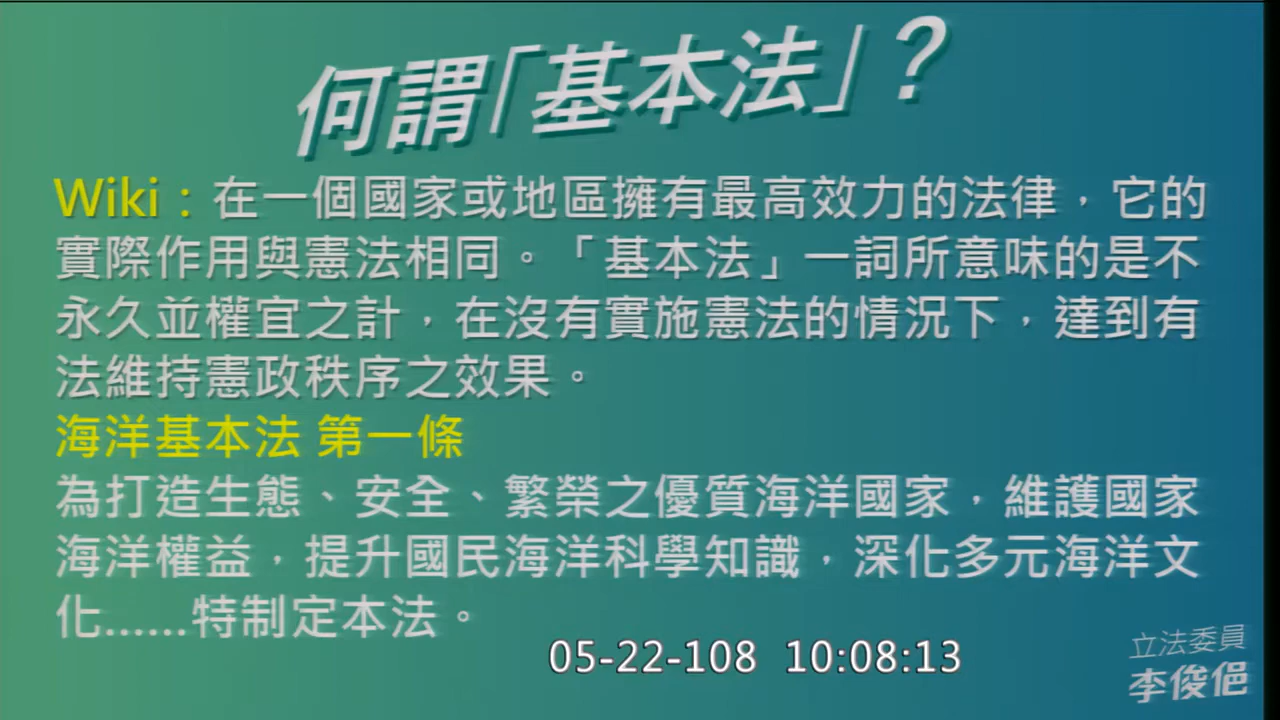 何謂「基本法」？
Wiki：在一個國家或地區擁有最高效力的法律，它的
實際作用與憲法相同。「基本法」一詞所意味的是不
永久並權宜之計，在沒有實施憲法的情況下，達到有
法維持憲政秩序之效果。
海洋基本法 第一條
為打造生態、安全、繁榮之優質海洋國家，維護國家
海洋權益，提升國民海洋科學知識，深化多元海洋文
化......特制定本法。
05-22-108 10:08:13
立法委員
李俊俋